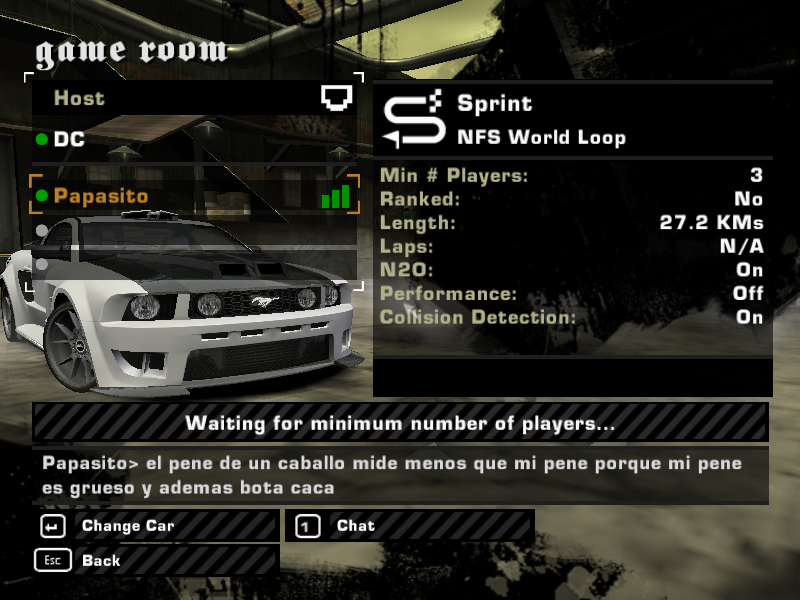 game room
Host
DC
Papasito
Sprint
NFS World Loop
Min # Players: 3
Ranked: No
Length: 27.2 KMs
Laps: N/A
N2O: On
Performance: Off
Collision Detection: On
Waiting for minimum number of players...
Papasito> el pene de un caballo mide menos que mi pene porque mi pene
es grueso y ademas bota caca
Change Car
1 Chat
Esc Back